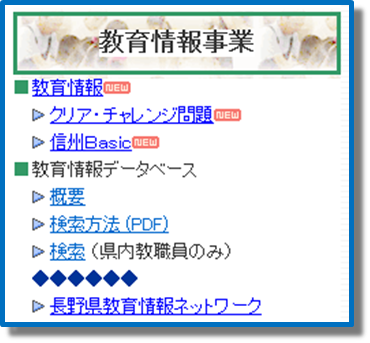 教育情報事業
■教育情報NEW
クリア・チャレンジ問題NEW
信州BasicNEW
■教育情報データベース
概要
検索方法(PDF)
検索(県内教職員のみ)
◆◆◆◆◆◆
長野県教育情報ネットワーク